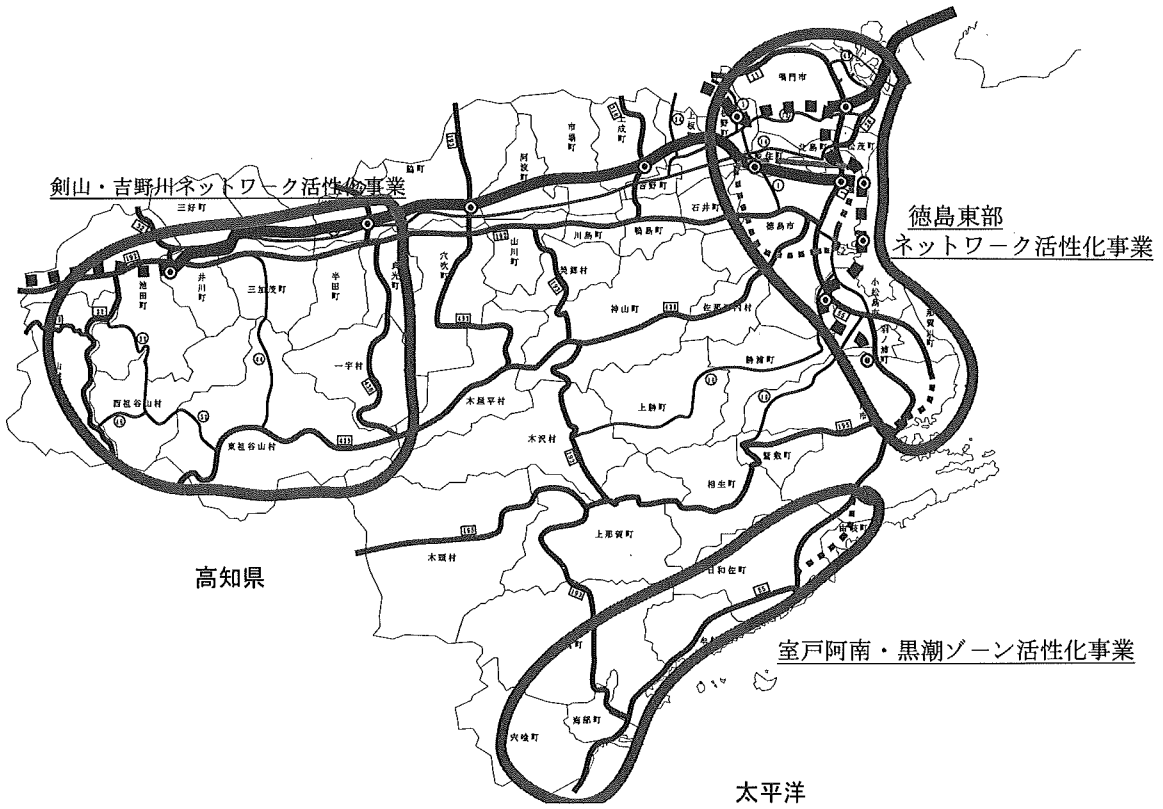 鳴門市
松茂町
北島町
市場町
阿波町
脇町
吉野町
石井町
徳島市
剣山・吉野川ネットワーク活性化事業
三好町
徳島東部
ネットワーク活性化事業
鴨島町
川島町
山川町
穴吹町
美郷村
池田町
井川町
三加茂町
半田町
小松島市
那賀川町
羽ノ浦町
神山町
佐那河内村
勝浦町
一宇村
西祖谷山村
東祖谷山村
木屋平村
上勝町
木沢村
鷲敷町
相生町
上那賀町
木頭村
由岐町
日和佐町
高知県
室戸阿南・黒潮ゾーン活性化事業
海部町
宍喰町
太平洋